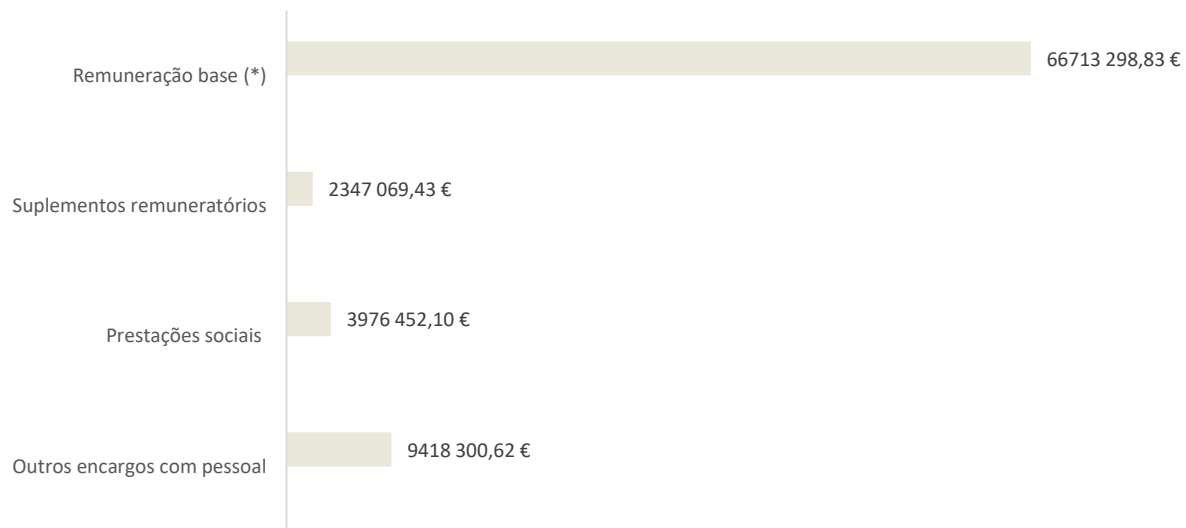 66713 298,83 €
Remuneração base (*)
2347 069,43 €
Suplementos remuneratórios
3976 452,10 €
Prestações sociais
9418 300,62 €
Outros encargos com pessoal